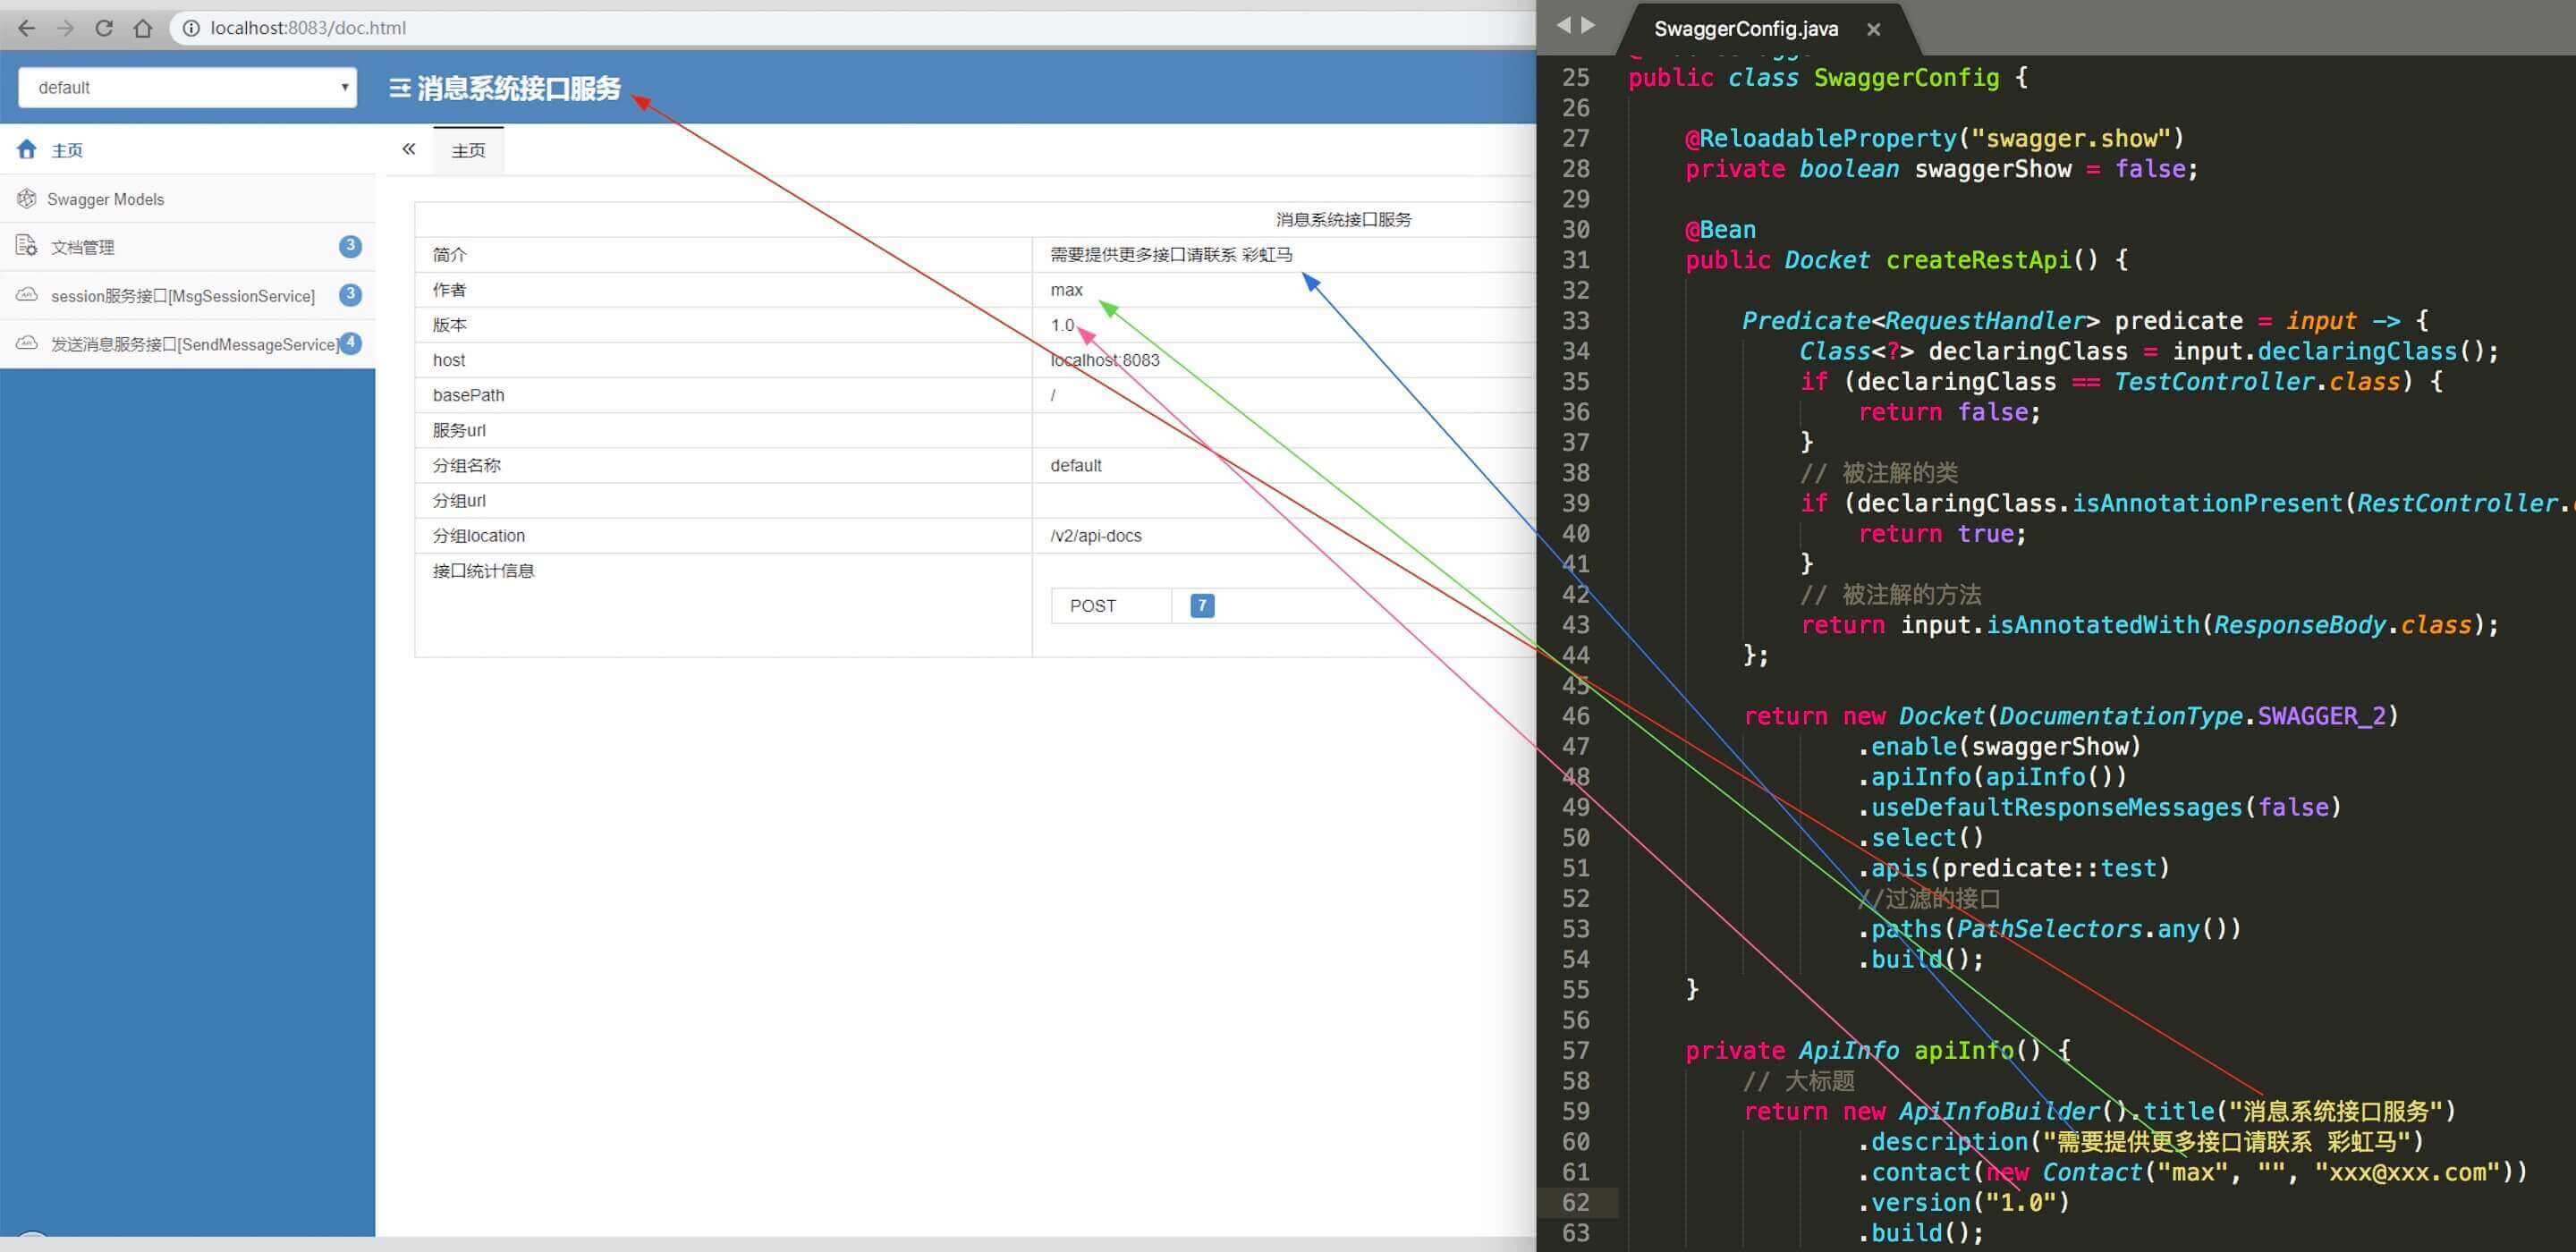 localhost:8083/doc.html
default
消息系统接口服务
主页
Swagger Models
文档管理 3
session服务接口[MsgSessionService] 3
发送消息服务接口[SendMessageService] 4
主页
消息系统接口服务
简介 需要提供更多接口请联系 彩虹马
作者 max
版本 1.0
host localhost:8083
basePath /
服务url
分组名称 default
分组url
分组location /v2/api-docs
接口统计信息
POST 7
SwaggerConfig.java
25 public class SwaggerConfig {
26
27 @ReloadableProperty("swagger.show")
28 private boolean swaggerShow = false;
29
30 @Bean
31 public Docket createRestApi() {
32
33 Predicate<RequestHandler> predicate = input -> {
34 Class<?> declaringClass = input.declaringClass();
35 if (declaringClass == TestController.class) {
36 return false;
37 }
38 // 被注解的类
39 if (declaringClass.isAnnotationPresent(RestController.
40 return true;
41 }
42 // 被注解的方法
43 return input.isAnnotatedWith(ResponseBody.class);
44 };
45
46 return new Docket(DocumentationType.SWAGGER_2)
47 .enable(swaggerShow)
48 .apiInfo(apiInfo())
49 .useDefaultResponseMessages(false)
50 .select()
51 .apis(predicate::test)
52 //过滤的接口
53 .paths(PathSelectors.any())
54 .build();
55 }
56
57 private ApiInfo apiInfo() {
58 // 大标题
59 return new ApiInfoBuilder().title("消息系统接口服务")
60 .description("需要提供更多接口请联系 彩虹马")
61 .contact(new Contact("max", "", "xxx@xxx.com"))
62 .version("1.0")
63 .build();